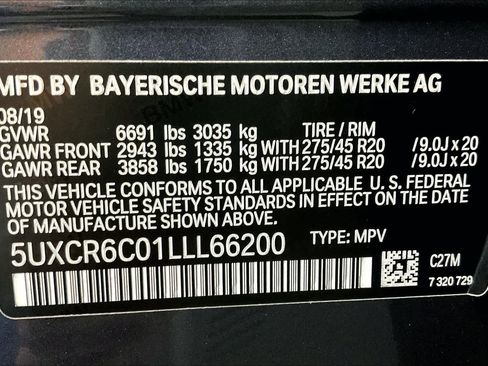 MFD BY BAYERISCHE MOTOREN WERKE AG
08/19
GVWR 6691 lbs 3035 kg TIRE / RIM
GAWR FRONT 2943 lbs 1335 kg WITH 275/45 R20 /9.0J x 20
GAWR REAR 3858 lbs 1750 kg WITH 275/45 R20 /9.0J x 20
THIS VEHICLE CONFORMS TO ALL APPLICABLE U. S. FEDERAL
MOTOR VEHICLE SAFETY STANDARDS IN EFFECT ON THE DATE
OF MANUFACTURE SHOWN ABOVE.
5UXCR6C01LLL66200 TYPE: MPV
C27M
7 320 729